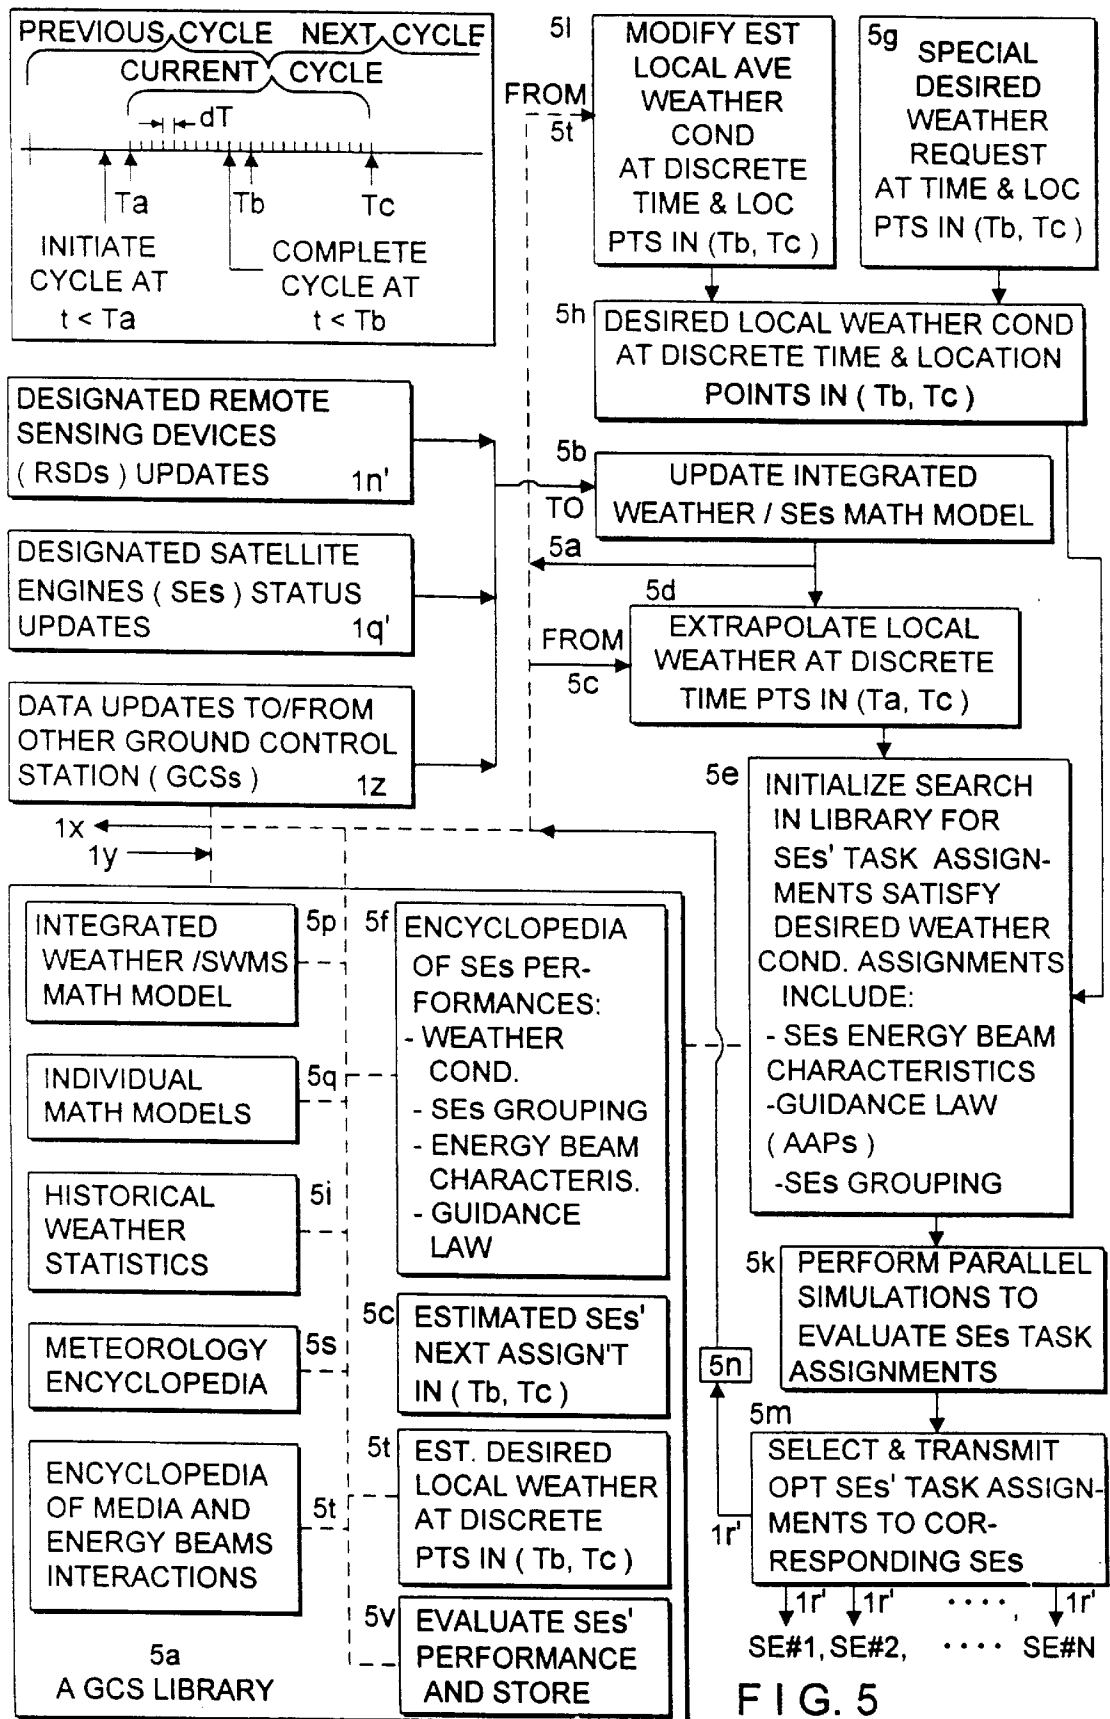 PREVIOUS CYCLE NEXT CYCLE
CURRENT CYCLE
dT
Ta Tb Tc
INITIATE
CYCLE AT
t < Ta
COMPLETE
CYCLE AT
t < Tb
5l
MODIFY EST
LOCAL AVE
WEATHER
COND
AT DISCRETE
TIME & LOC
PTS IN (Tb, Tc )
FROM
5t
5g
SPECIAL
DESIRED
WEATHER
REQUEST
AT TIME & LOC
PTS IN (Tb, Tc )
5h
DESIRED LOCAL WEATHER COND
AT DISCRETE TIME & LOCATION
POINTS IN ( Tb, Tc )
DESIGNATED REMOTE
SENSING DEVICES
( RSDs ) UPDATES 1n'
DESIGNATED SATELLITE
ENGINES ( SEs ) STATUS
UPDATES 1q'
DATA UPDATES TO/FROM
OTHER GROUND CONTROL
STATION ( GCSs ) 1z
5b
UPDATE INTEGRATED
WEATHER / SEs MATH MODEL
TO
5a
5d
EXTRAPOLATE LOCAL
WEATHER AT DISCRETE
TIME PTS IN (Ta, Tc )
FROM
5c
5e
INITIALIZE SEARCH
IN LIBRARY FOR
SEs' TASK ASSIGN-
MENTS SATISFY
DESIRED WEATHER
COND. ASSIGNMENTS
INCLUDE:
- SEs ENERGY BEAM
CHARACTERISTICS
-GUIDANCE LAW
( AAPs )
-SEs GROUPING
1x
1y
INTEGRATED
WEATHER /SWMS
MATH MODEL
5p
INDIVIDUAL
MATH MODELS
5q
HISTORICAL
WEATHER
STATISTICS
5i
METEOROLOGY
ENCYCLOPEDIA
5s
ENCYCLOPEDIA
OF MEDIA AND
ENERGY BEAMS
INTERACTIONS
5t
5a
A GCS LIBRARY
5f
ENCYCLOPEDIA
OF SEs PER-
FORMANCES:
- WEATHER
COND.
- SEs GROUPING
- ENERGY BEAM
CHARACTERIS.
- GUIDANCE
LAW
5c
ESTIMATED SEs'
NEXT ASSIGN'T
IN ( Tb, Tc )
5t
EST. DESIRED
LOCAL WEATHER
AT DISCRETE
PTS IN ( Tb, Tc )
5v
EVALUATE SEs'
PERFORMANCE
AND STORE
5k
PERFORM PARALLEL
SIMULATIONS TO
EVALUATE SEs TASK
ASSIGNMENTS
5n
5m
SELECT & TRANSMIT
OPT SEs' TASK ASSIGN-
MENTS TO COR-
RESPONDING SEs
1r'
1r' 1r' ...., 1r'
SE#1, SE#2, .... SE#N
FIG. 5